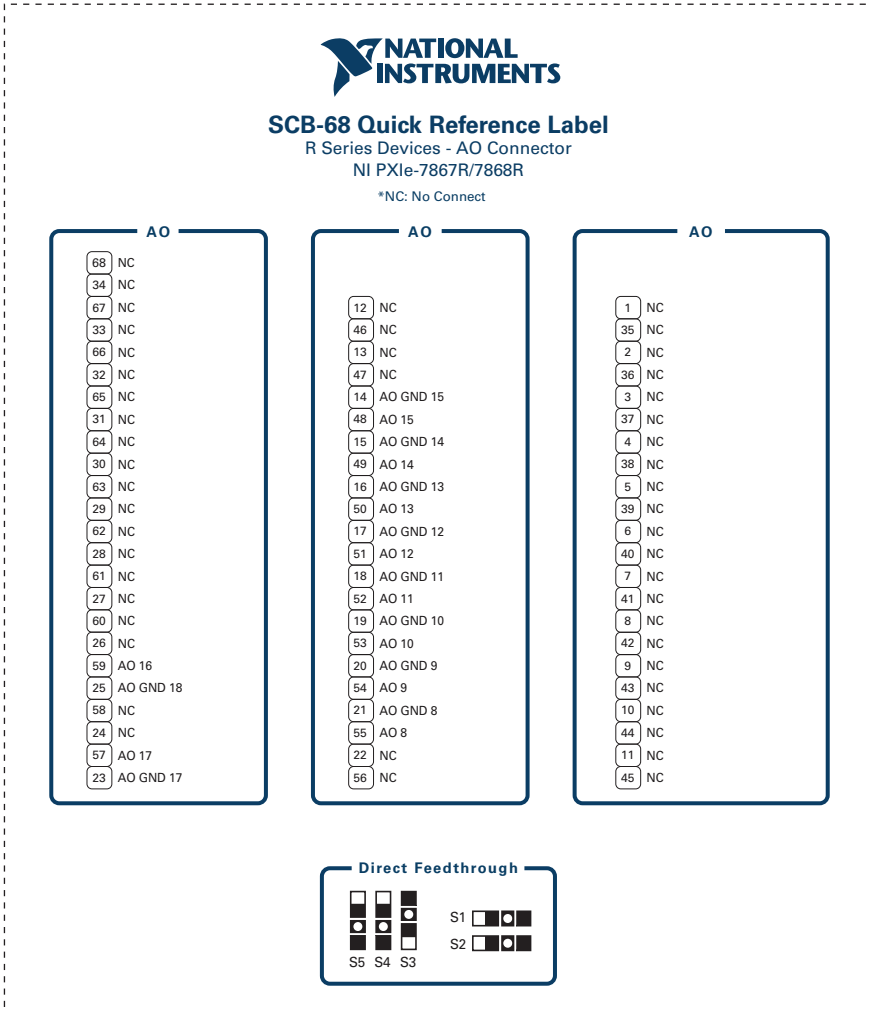 NATIONAL
INSTRUMENTS
SCB-68 Quick Reference Label
R Series Devices - AO Connector
NI PXIe-7867R/7868R
*NC: No Connect
AO
68 NC
34 NC
67 NC
33 NC
66 NC
32 NC
65 NC
31 NC
64 NC
30 NC
63 NC
29 NC
62 NC
28 NC
61 NC
27 NC
60 NC
26 NC
59 AO 16
25 AO GND 18
58 NC
24 NC
57 AO 17
23 AO GND 17
AO
12 NC
46 NC
13 NC
47 NC
14 AO GND 15
48 AO 15
15 AO GND 14
49 AO 14
16 AO GND 13
50 AO 13
17 AO GND 12
51 AO 12
18 AO GND 11
52 AO 11
19 AO GND 10
53 AO 10
20 AO GND 9
54 AO 9
21 AO GND 8
55 AO 8
22 NC
56 NC
AO
1 NC
35 NC
2 NC
36 NC
3 NC
37 NC
4 NC
38 NC
5 NC
39 NC
6 NC
40 NC
7 NC
41 NC
8 NC
42 NC
9 NC
43 NC
10 NC
44 NC
11 NC
45 NC
Direct Feedthrough
S5 S4 S3
S1
S2